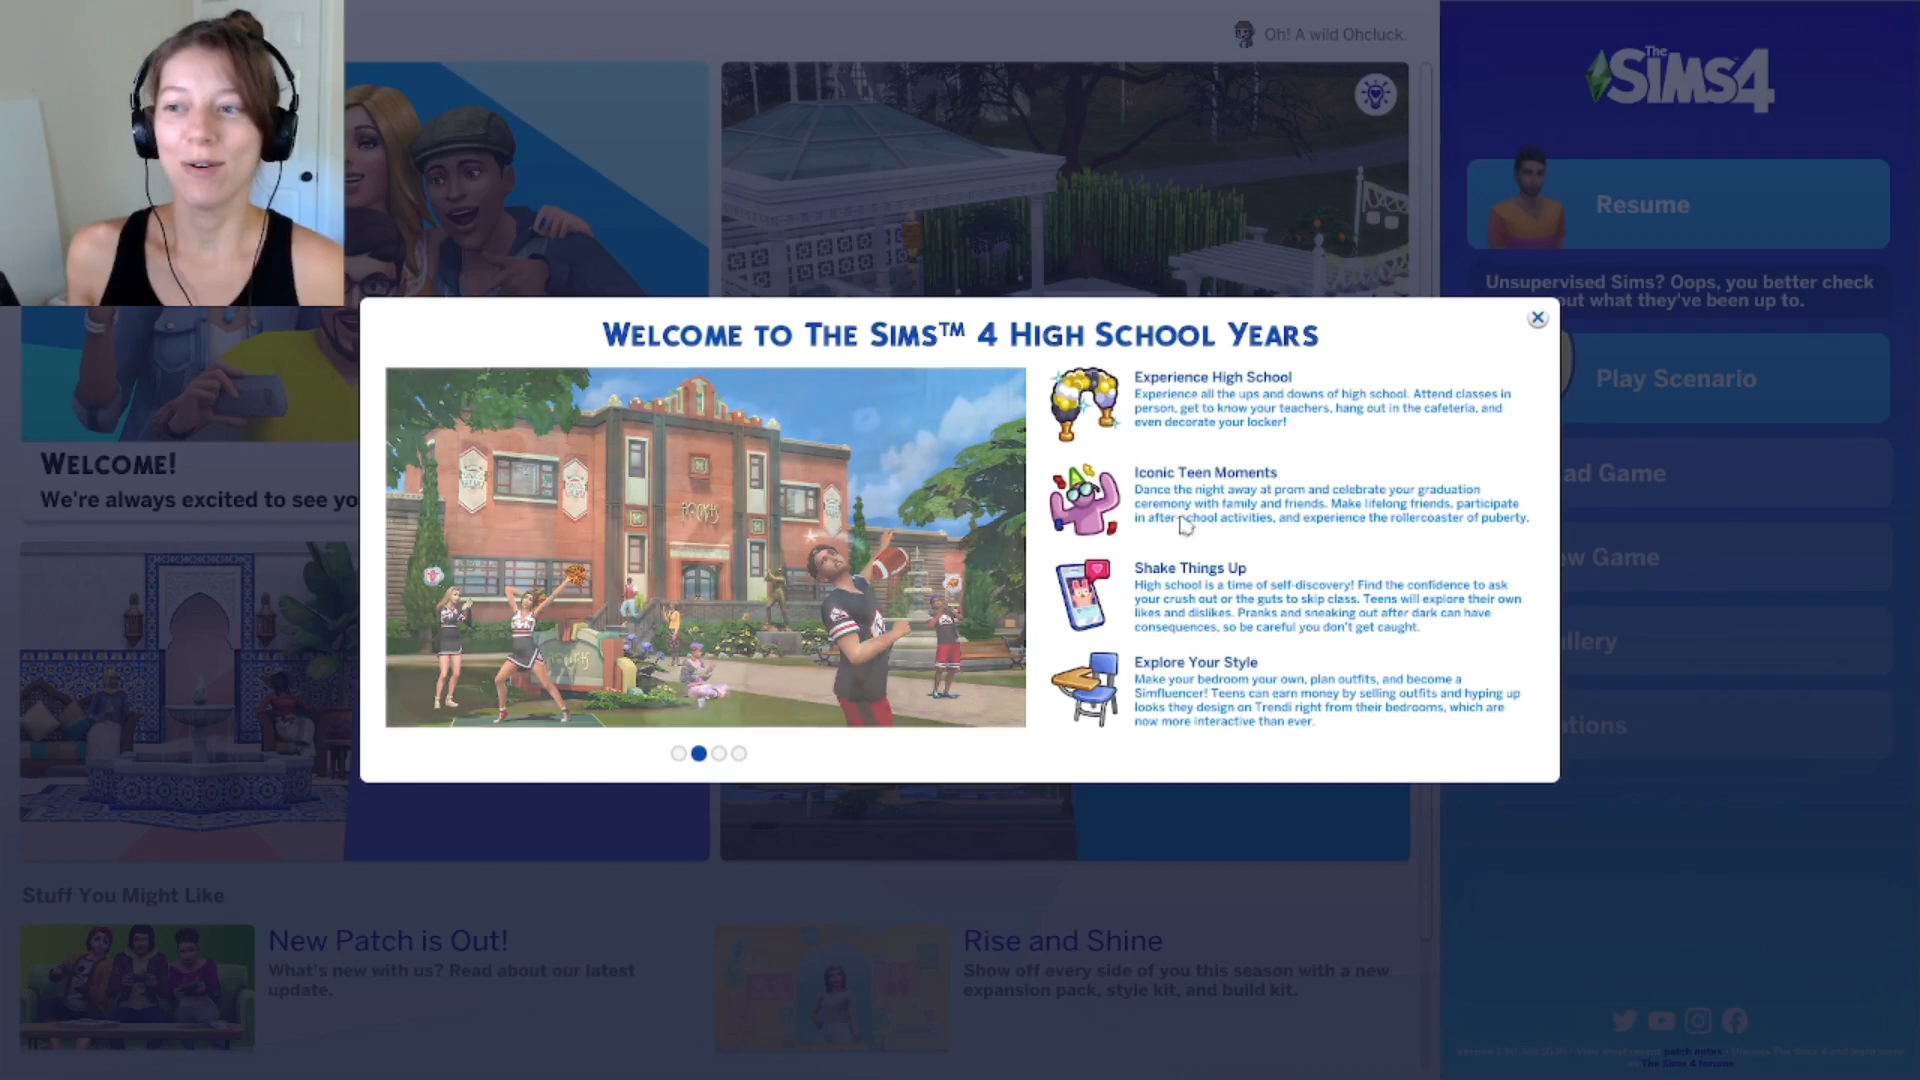 Oh! A wild Ohcluck.
The SIMS 4
Resume
Unsupervised Sims? Oops, you better check
out what they've been up to.
Play Scenario
ad Game
w Game
llery
tions
WELCOME TO THE SIMS™ 4 HIGH SCHOOL YEARS
Experience High School
Experience all the ups and downs of high school. Attend classes in
person, get to know your teachers, hang out in the cafeteria, and
even decorate your locker!
Iconic Teen Moments
Dance the night away at prom and celebrate your graduation
ceremony with family and friends. Make lifelong friends, participate
in after-school activities, and experience the rollercoaster of puberty.
Shake Things Up
High school is a time of self-discovery! Find the confidence to ask
your crush out or the guts to skip class. Teens will explore their own
likes and dislikes. Pranks and sneaking out after dark can have
consequences, so be careful you don't get caught.
Explore Your Style
Make your bedroom your own, plan outfits, and become a
Simfluencer! Teens can earn money by selling outfits and hyping up
looks they design on Trendi right from their bedrooms, which are
now more interactive than ever.
WELCOME!
We're always excited to see yo
Stuff You Might Like
New Patch is Out!
What's new with us? Read about our latest
update.
Rise and Shine
Show off every side of you this season with a new
expansion pack, style kit, and build kit.
patch notes
The Sims 4 forums